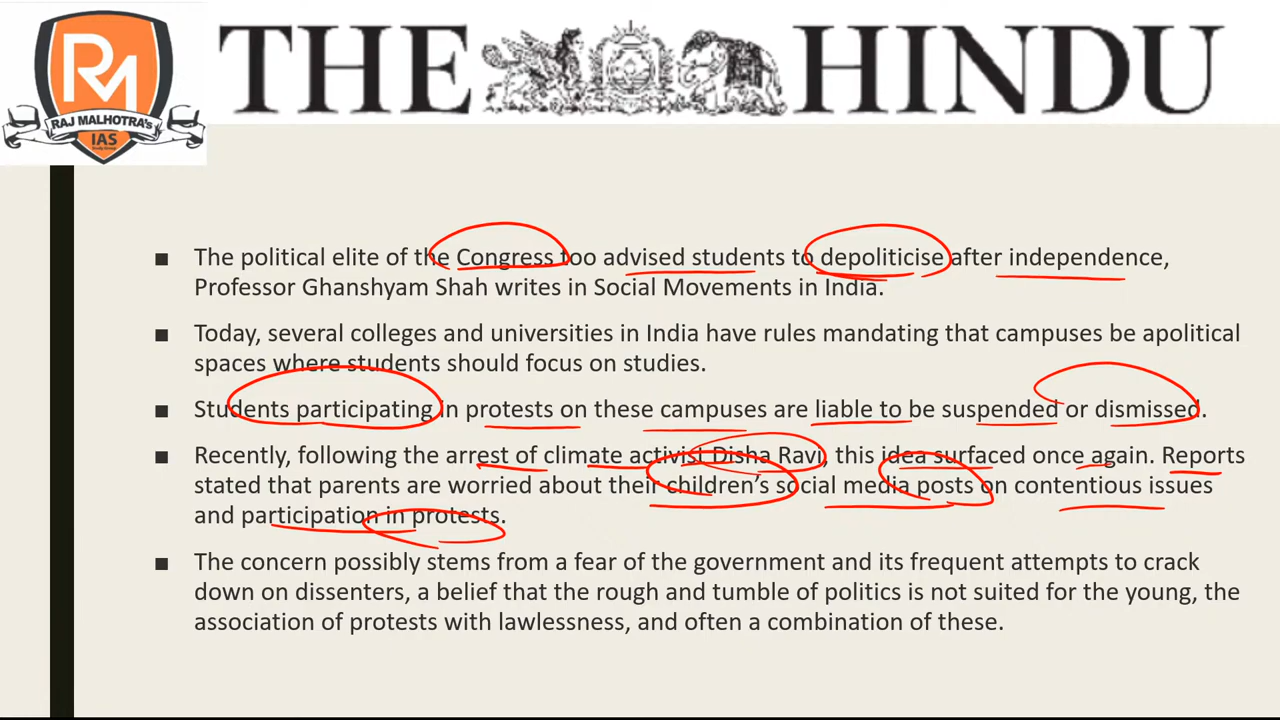 RM
RAJ MALHOTRA'S
IAS
THE HINDU
■ The political elite of the Congress too advised students to depoliticise after independence,
Professor Ghanshyam Shah writes in Social Movements in India.
■ Today, several colleges and universities in India have rules mandating that campuses be apolitical
spaces where students should focus on studies.
■ Students participating in protests on these campuses are liable to be suspended or dismissed.
■ Recently, following the arrest of climate activist Disha Ravi, this idea surfaced once again. Reports
stated that parents are worried about their children's social media posts on contentious issues
and participation in protests.
■ The concern possibly stems from a fear of the government and its frequent attempts to crack
down on dissenters, a belief that the rough and tumble of politics is not suited for the young, the
association of protests with lawlessness, and often a combination of these.